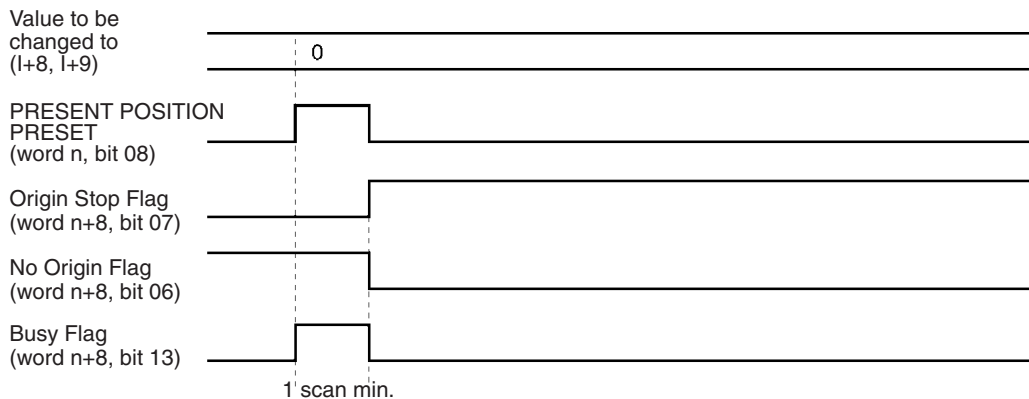 Value to be
changed to
(I+8, I+9)
0
PRESENT POSITION
PRESET
(word n, bit 08)
Origin Stop Flag
(word n+8, bit 07)
No Origin Flag
(word n+8, bit 06)
Busy Flag
(word n+8, bit 13)
1 scan min.